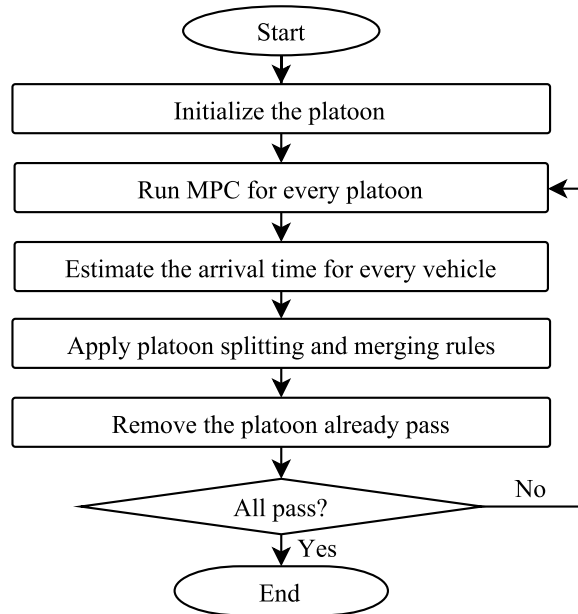 Start
Initialize the platoon
Run MPC for every platoon
Estimate the arrival time for every vehicle
Apply platoon splitting and merging rules
Remove the platoon already pass
All pass?
No
Yes
End